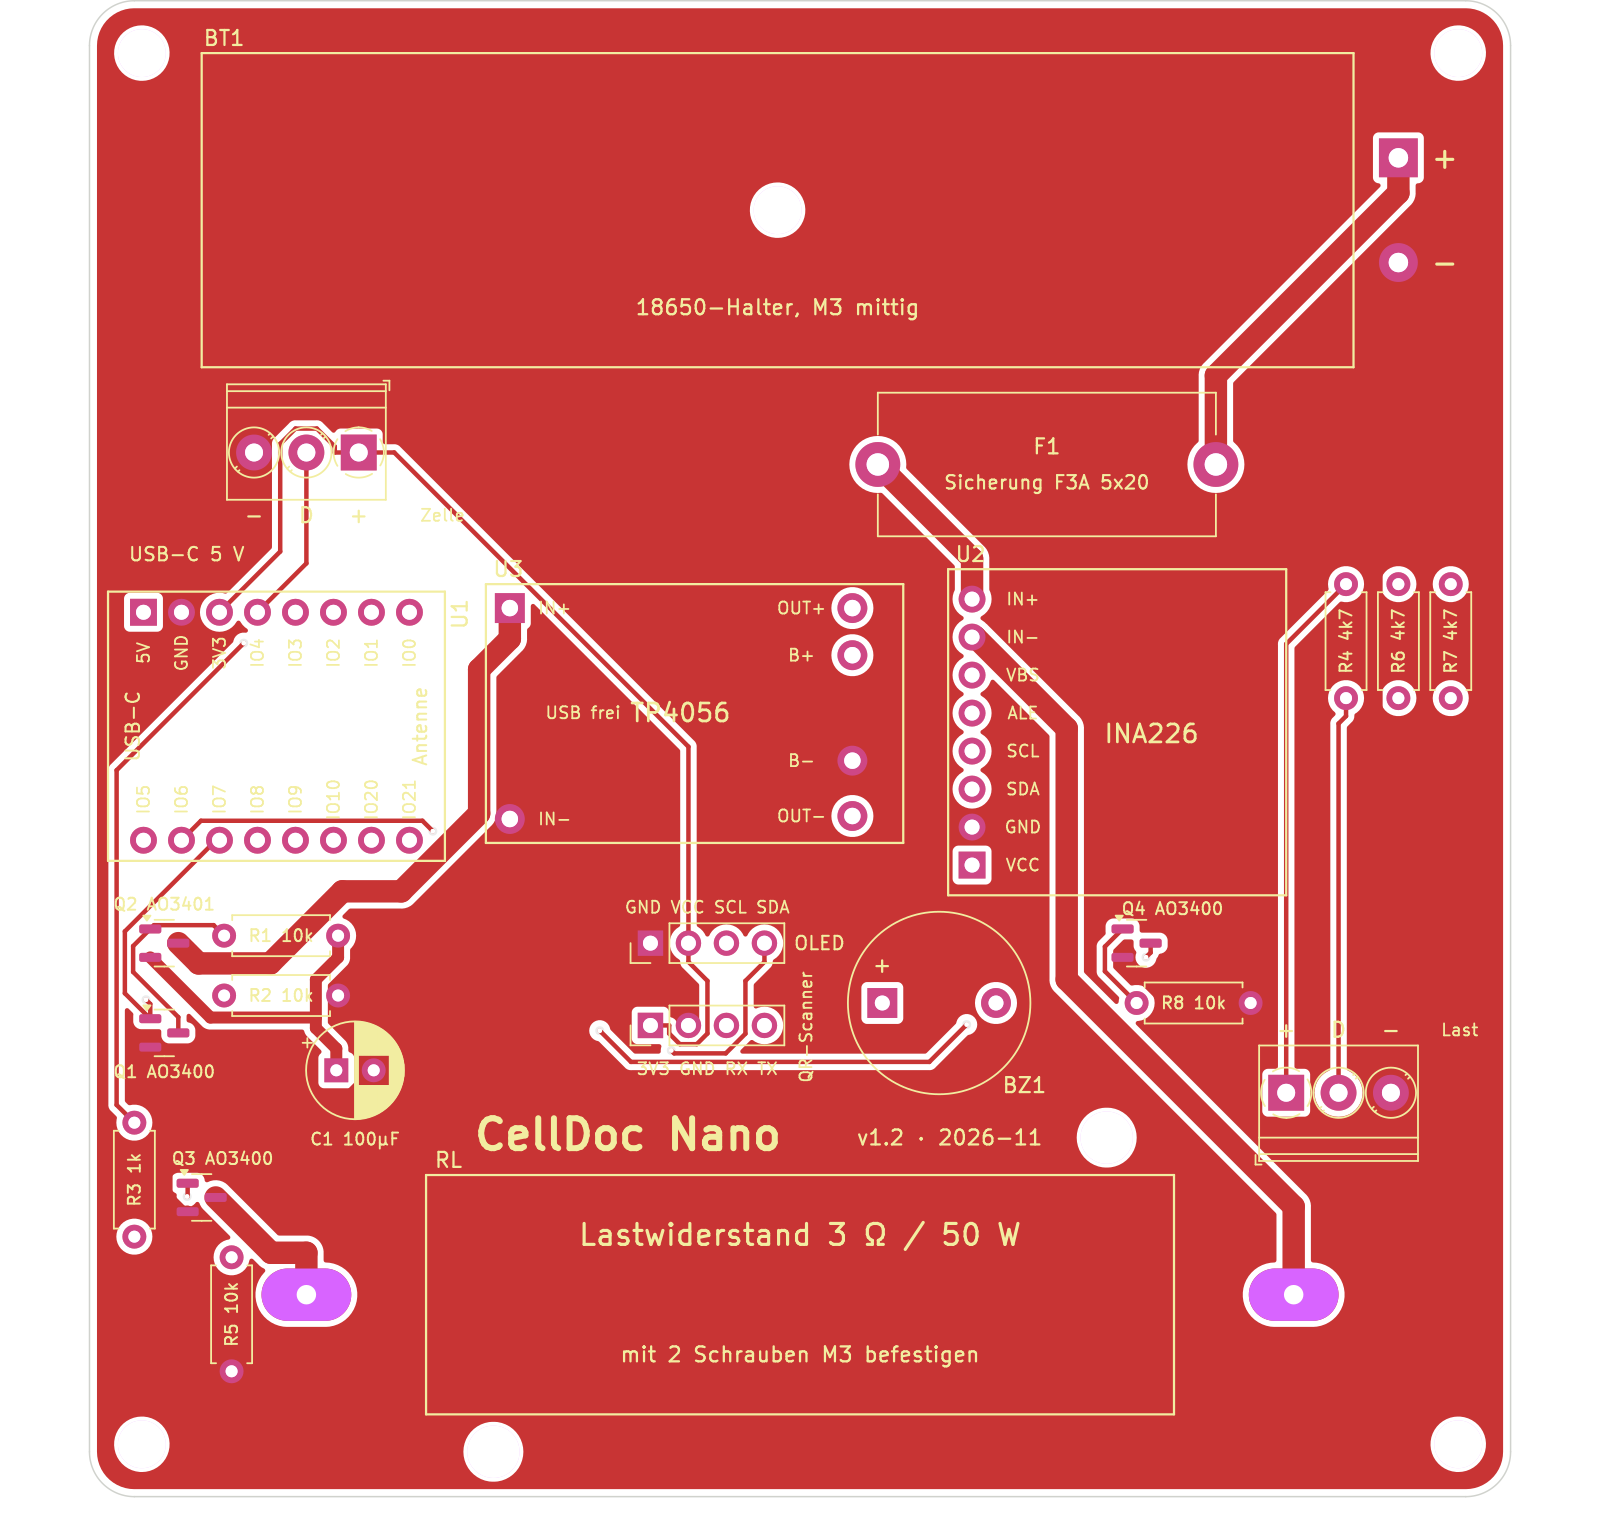 BT1
+
-
18650-Halter, M3 mittig
F1
Sicherung F3A 5x20
- D + Zelle
USB-C 5 V
U3
U2
U1
IN+
OUT+
B+
USB frei
TP4056
B-
IN-
OUT-
IN+
IN-
VBS
ALE
SCL
SDA
GND
VCC
INA226
5V GND 3V3 IO4 IO3 IO2 IO1 IO0
USB-C
Antenne
IO5 IO6 IO7 IO8 IO9 IO10 IO20 IO21
R4 4k7
R6 4k7
R7 4k7
Q2 AO3401
R1 10k
R2 10k
GND VCC SCL SDA
OLED
+
Q4 AO3400
R8 10k
QR-Scanner
3V3 GND RX TX
+
Q1 AO3400
BZ1
+ D - Last
C1 100µF
CellDoc Nano
v1.2 · 2026-11
R3 1k
Q3 AO3400
RL
Lastwiderstand 3 Ω / 50 W
R5 10k
mit 2 Schrauben M3 befestigen